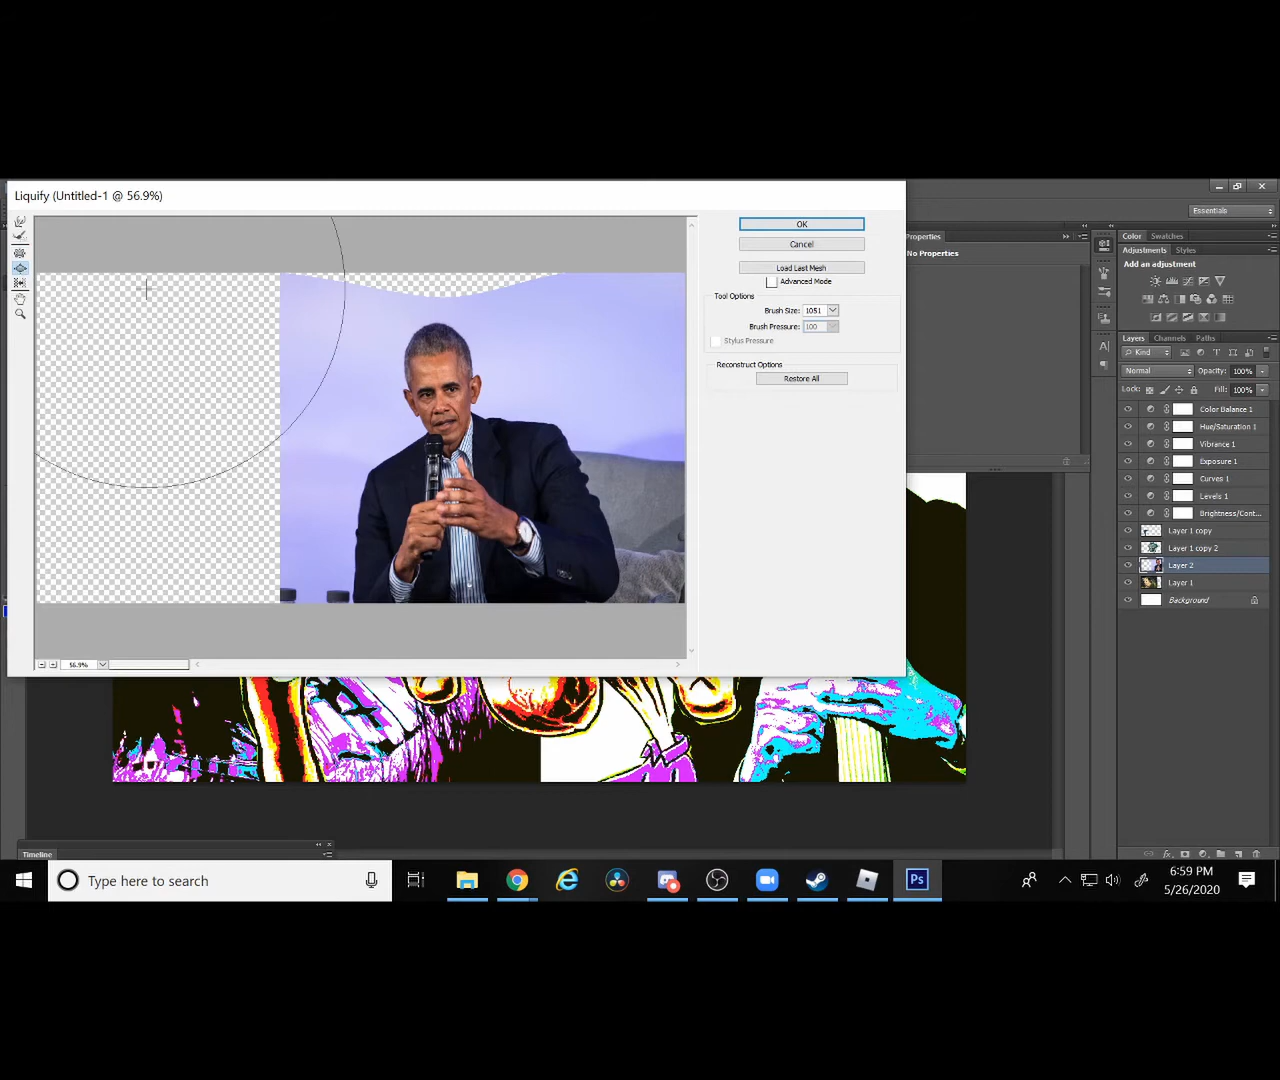 Liquify (Untitled-1 @ 56.9%)
Essentials
OK
Cancel
Load Last Mesh
Advanced Mode
Tool Options
Brush Size: 1051
Brush Pressure: 100
Stylus Pressure
Reconstruct Options
Restore All
56.9%
Properties
No Properties
Color Swatches
Adjustments Styles
Add an adjustment
Layers Channels Paths
Kind
Normal Opacity: 100%
Lock: Fill: 100%
Color Balance 1
Hue/Saturation 1
Vibrance 1
Exposure 1
Curves 1
Levels 1
Brightness/Cont...
Layer 1 copy
Layer 1 copy 2
Layer 2
Layer 1
Background
Timeline
Type here to search
Ps
6:59 PM
5/26/2020